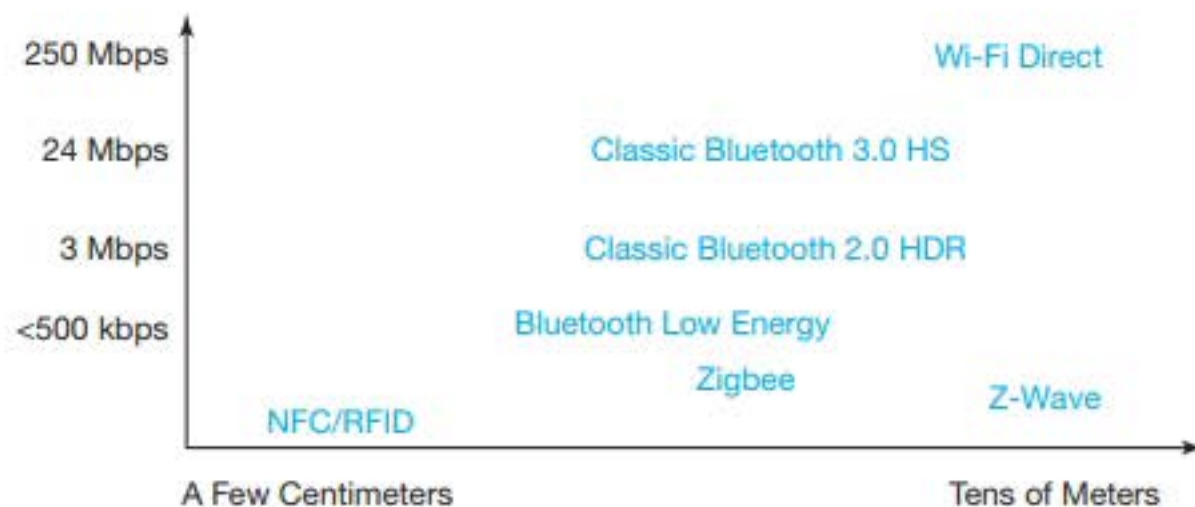 250 Mbps
Wi-Fi Direct
24 Mbps
Classic Bluetooth 3.0 HS
3 Mbps
Classic Bluetooth 2.0 HDR
<500 kbps
Bluetooth Low Energy
Zigbee
Z-Wave
NFC/RFID
A Few Centimeters
Tens of Meters